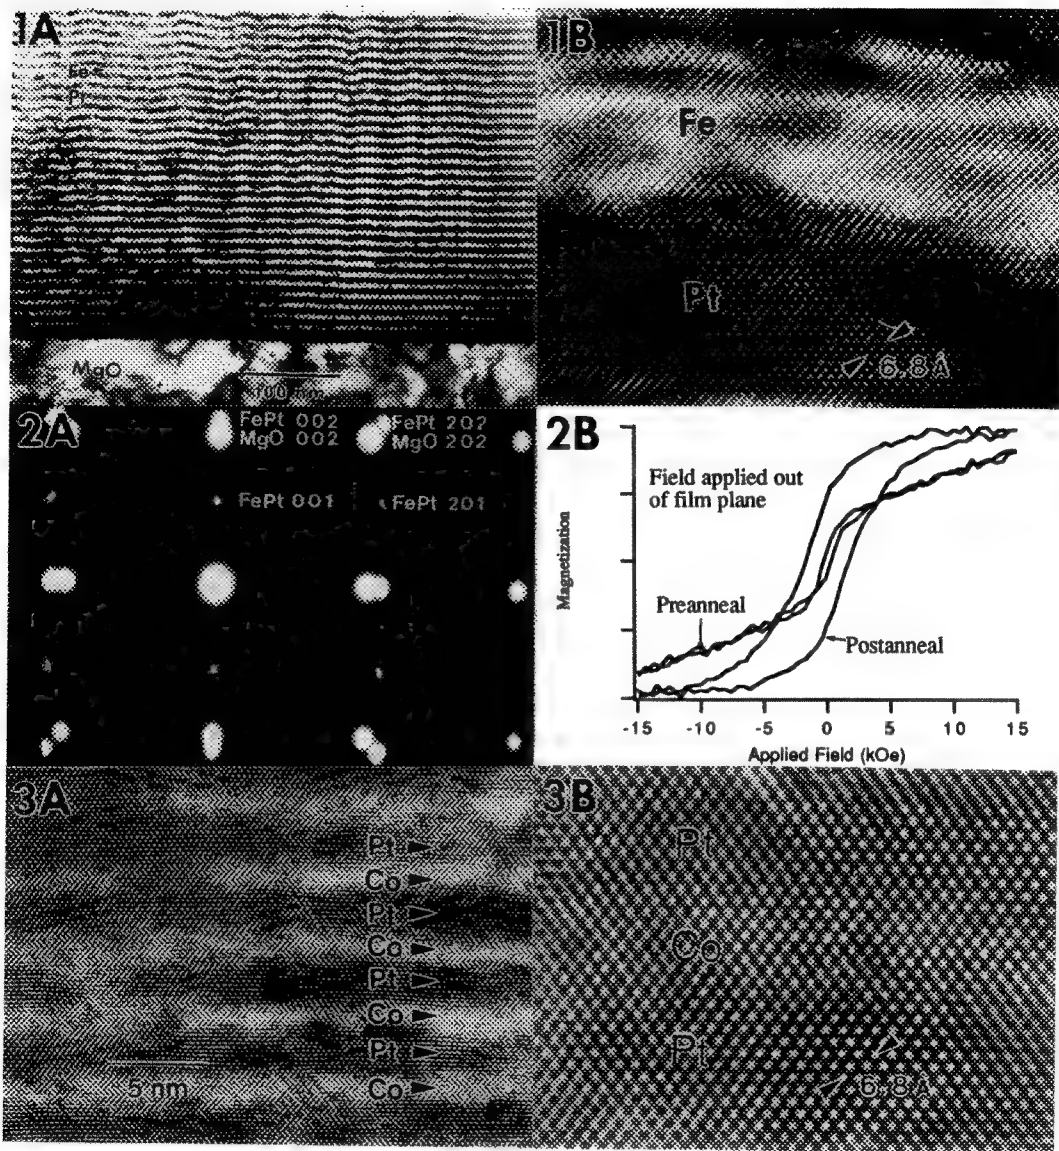 1A
Fe
Pt
MgO
100 nm
1B
Fe
Pt
6.8 Å
2A
FePt 002
MgO 002
FePt 202
MgO 202
FePt 001
FePt 201
2B
Field applied out
of film plane
Magnetization
Preanneal
Postanneal
-15 -10 -5 0 5 10 15
Applied Field (kOe)
3A
Pt
Co
Pt
Co
Pt
Co
Pt
Co
5 nm
3B
Pt
Co
Pt
6.8 Å